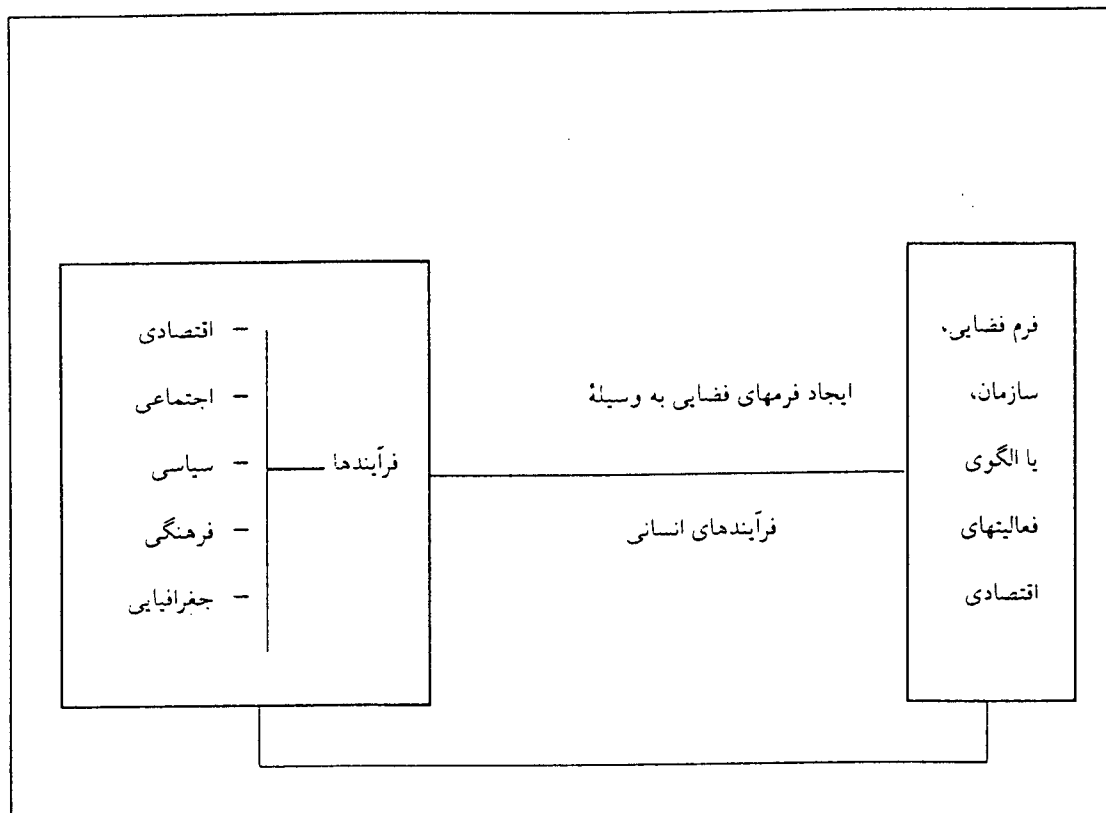 فرم فضایی،
سازمان،
یا الگوی
فعالیتهای
اقتصادی
ایجاد فرمهای فضایی به وسیلهٔ
فرآیندهای انسانی
فرآیندها
– اقتصادی
– اجتماعی
– سیاسی
– فرهنگی
– جغرافیایی